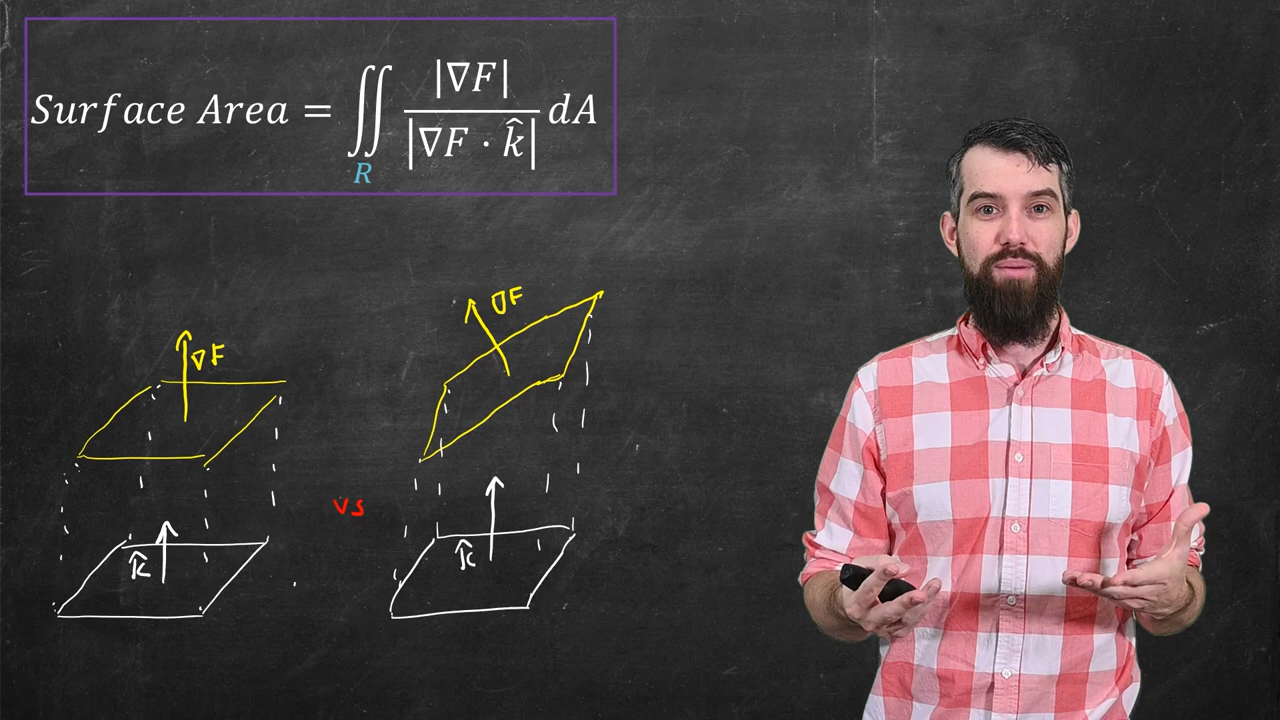 Surface Area = ∬_R |∇F| / |∇F · k̂| dA
∇F
∇F
vs
k̂
k̂